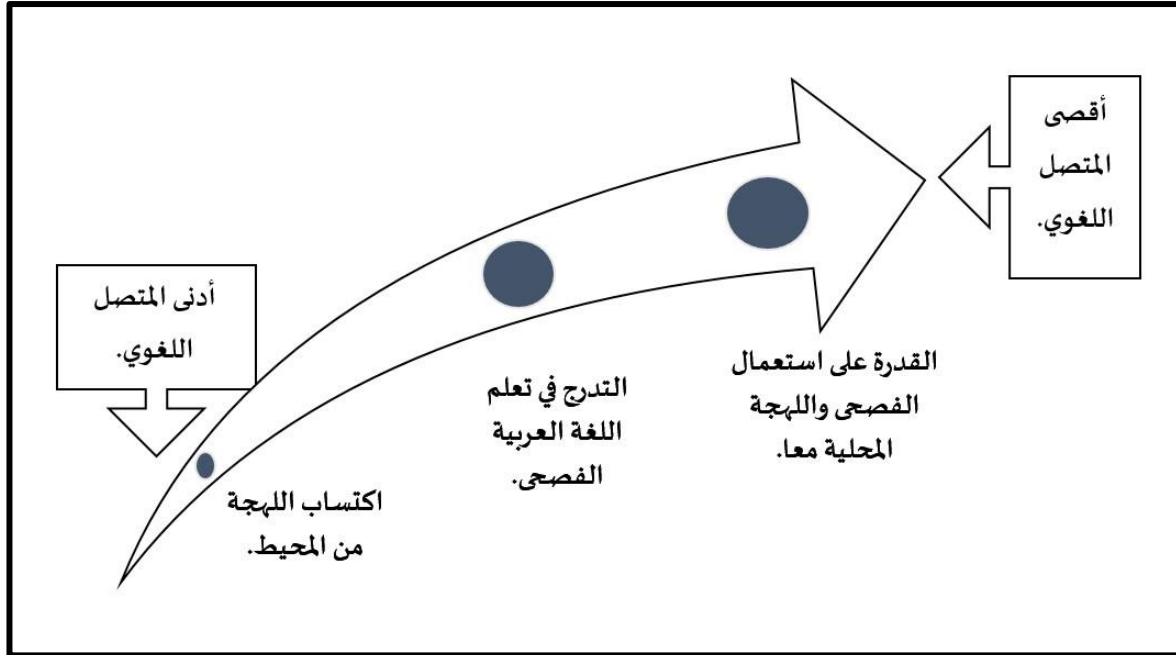 أقصى
المتصل
اللغوي.
أدنى المتصل
اللغوي.
القدرة على استعمال
الفصحى واللهجة
المحلية معا.
التدرج في تعلم
اللغة العربية
الفصحى.
اكتساب اللهجة
من المحيط.